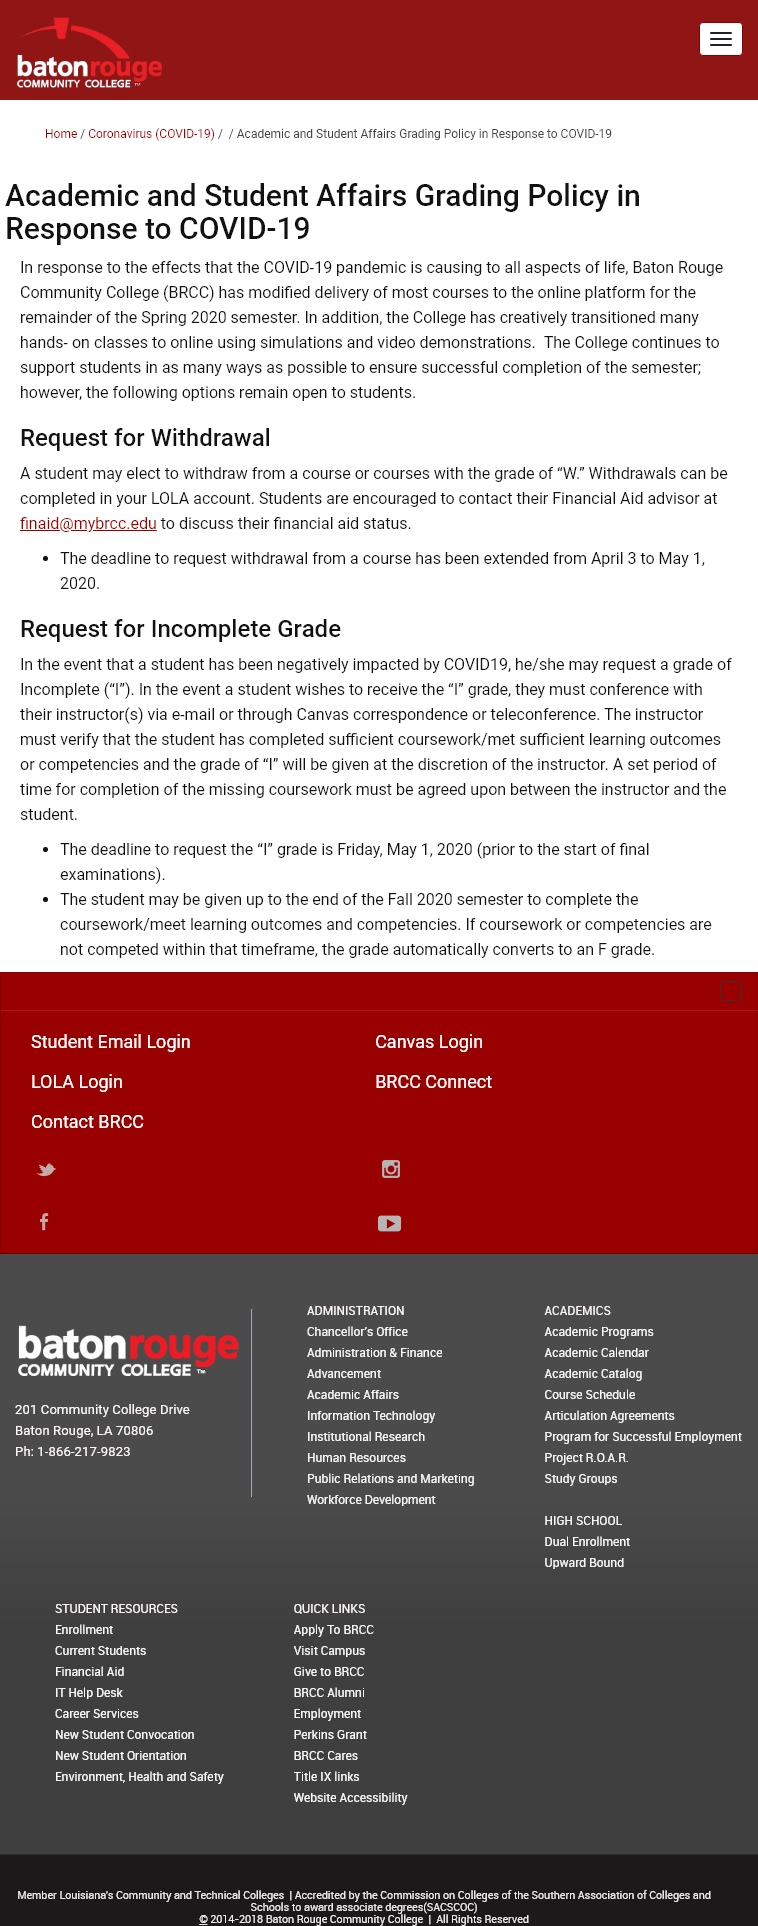 batonrouge
COMMUNITY COLLEGE™
Home / Coronavirus (COVID-19) /  / Academic and Student Affairs Grading Policy in Response to COVID-19
Academic and Student Affairs Grading Policy in
Response to COVID-19
In response to the effects that the COVID-19 pandemic is causing to all aspects of life, Baton Rouge
Community College (BRCC) has modified delivery of most courses to the online platform for the
remainder of the Spring 2020 semester. In addition, the College has creatively transitioned many
hands- on classes to online using simulations and video demonstrations.  The College continues to
support students in as many ways as possible to ensure successful completion of the semester;
however, the following options remain open to students.
Request for Withdrawal
A student may elect to withdraw from a course or courses with the grade of “W.” Withdrawals can be
completed in your LOLA account. Students are encouraged to contact their Financial Aid advisor at
finaid@mybrcc.edu to discuss their financial aid status.
• The deadline to request withdrawal from a course has been extended from April 3 to May 1,
2020.
Request for Incomplete Grade
In the event that a student has been negatively impacted by COVID19, he/she may request a grade of
Incomplete (“I”). In the event a student wishes to receive the “I” grade, they must conference with
their instructor(s) via e-mail or through Canvas correspondence or teleconference. The instructor
must verify that the student has completed sufficient coursework/met sufficient learning outcomes
or competencies and the grade of “I” will be given at the discretion of the instructor. A set period of
time for completion of the missing coursework must be agreed upon between the instructor and the
student.
• The deadline to request the “I” grade is Friday, May 1, 2020 (prior to the start of final
examinations).
• The student may be given up to the end of the Fall 2020 semester to complete the
coursework/meet learning outcomes and competencies. If coursework or competencies are
not competed within that timeframe, the grade automatically converts to an F grade.
Student Email Login
Canvas Login
LOLA Login
BRCC Connect
Contact BRCC
batonrouge
COMMUNITY COLLEGE™
201 Community College Drive
Baton Rouge, LA 70806
Ph: 1-866-217-9823
ADMINISTRATION
Chancellor's Office
Administration & Finance
Advancement
Academic Affairs
Information Technology
Institutional Research
Human Resources
Public Relations and Marketing
Workforce Development
ACADEMICS
Academic Programs
Academic Calendar
Academic Catalog
Course Schedule
Articulation Agreements
Program for Successful Employment
Project R.O.A.R.
Study Groups
HIGH SCHOOL
Dual Enrollment
Upward Bound
STUDENT RESOURCES
Enrollment
Current Students
Financial Aid
IT Help Desk
Career Services
New Student Convocation
New Student Orientation
Environment, Health and Safety
QUICK LINKS
Apply To BRCC
Visit Campus
Give to BRCC
BRCC Alumni
Employment
Perkins Grant
BRCC Cares
Title IX links
Website Accessibility
Member Louisiana's Community and Technical Colleges  | Accredited by the Commission on Colleges of the Southern Association of Colleges and
Schools to award associate degrees(SACSCOC)
© 2014-2018 Baton Rouge Community College  |  All Rights Reserved